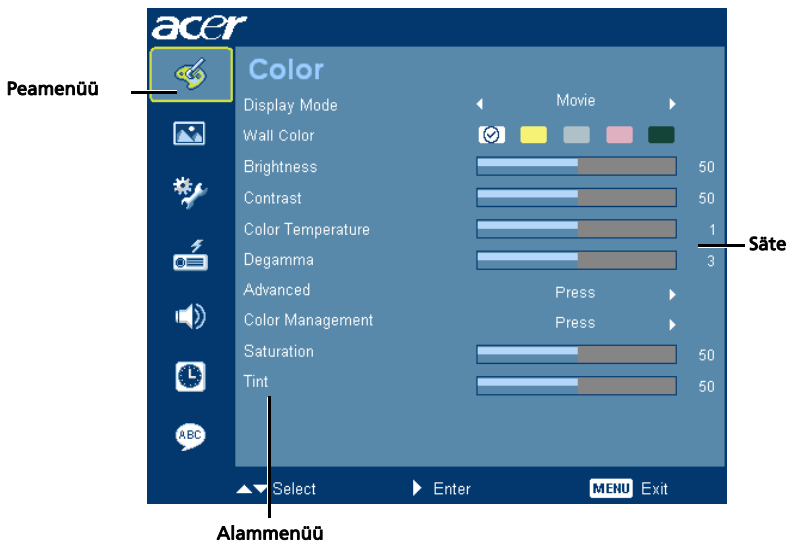 acer
Color
Peamenüü
Display Mode Movie
Wall Color
Brightness 50
Contrast 50
Color Temperature 1
Säte
Degamma 3
Advanced Press
Color Management Press
Saturation 50
Tint 50
ABC
Select Enter MENU Exit
Alammenüü